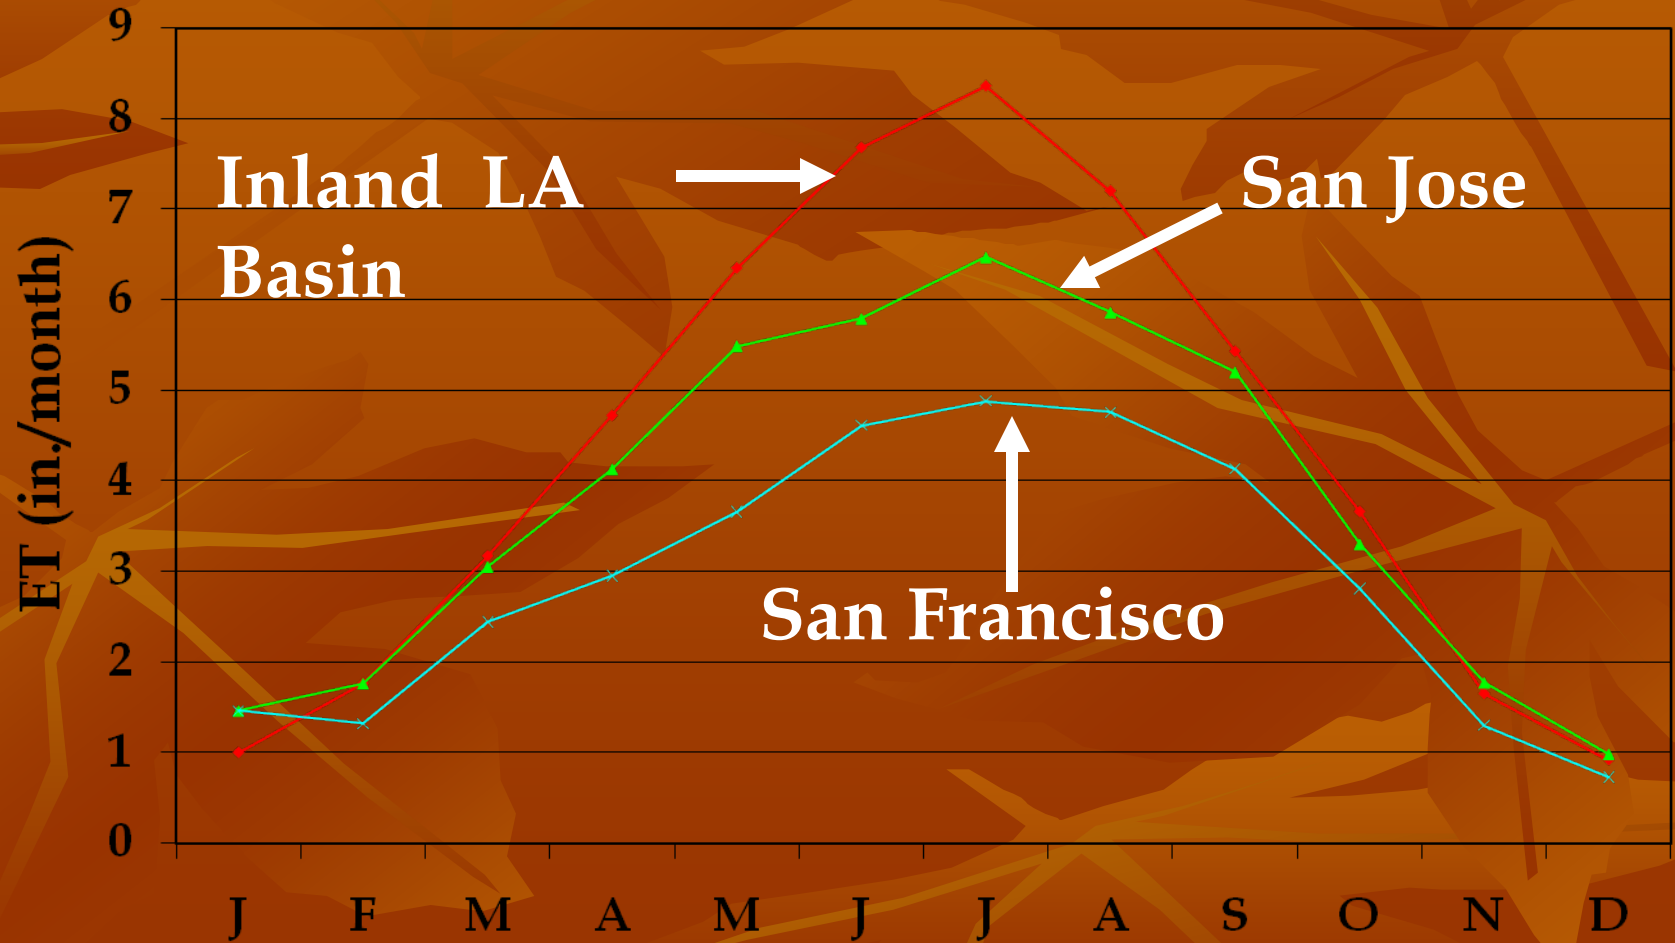 9
8
7
6
5
4
3
2
1
0
ET (in./month)
Inland LA
Basin
San Jose
San Francisco
J F M A M J J A S O N D